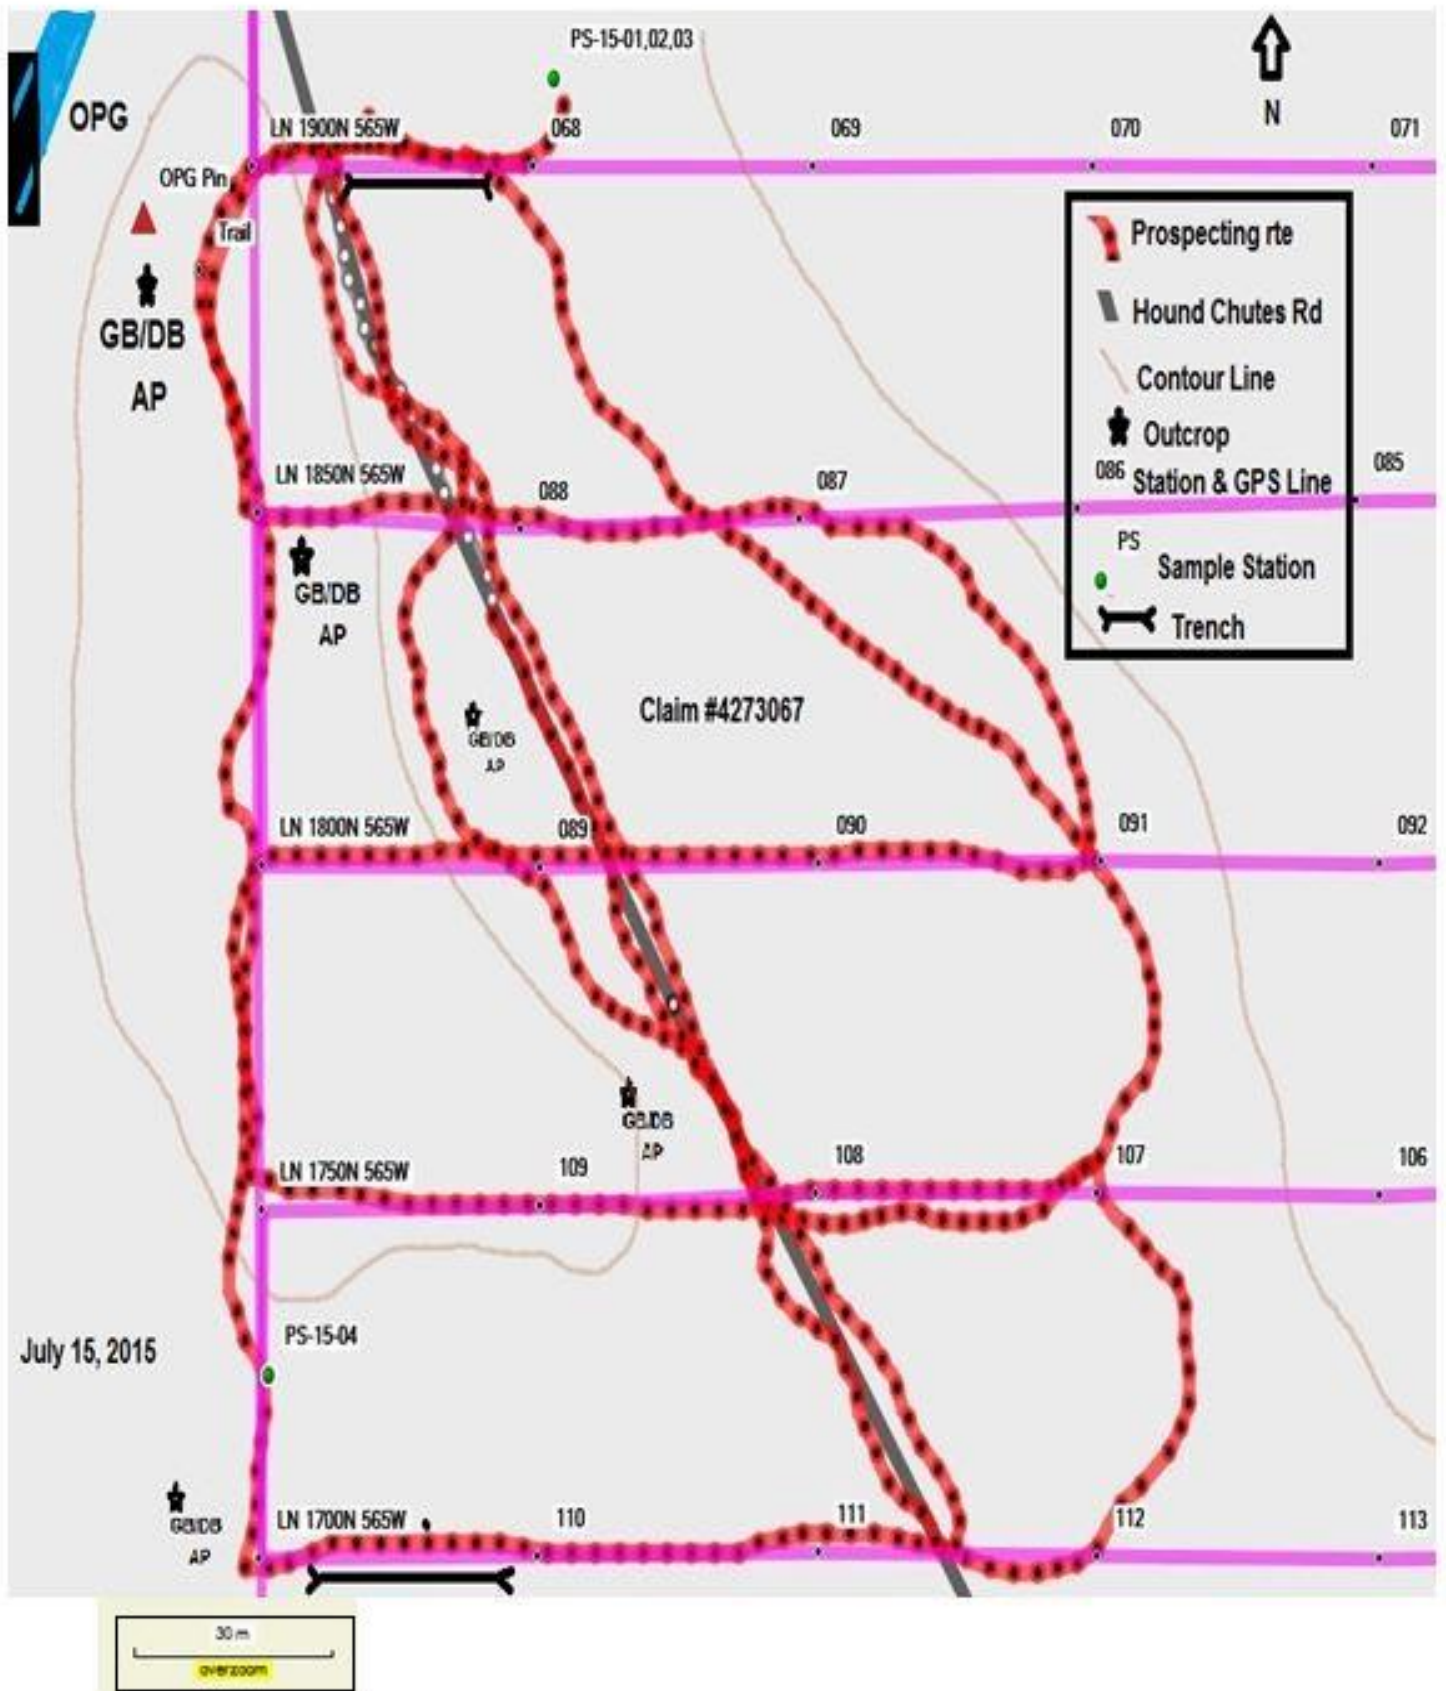 PS-15-01,02,03
OPG
N
LN 1900N 565W
068
069
070
071
OPG Pin
Trail
Prospecting rte
Hound Chutes Rd
GB/DB
AP
Contour Line
Outcrop
LN 1850N 565W
088
087
086 Station & GPS Line
085
PS
Sample Station
GB/DB
AP
Trench
Claim #4273067
GB/DB
AP
LN 1800N 565W
089
090
091
092
GB/DB
AP
LN 1750N 565W
109
108
107
106
PS-15-04
July 15, 2015
LN 1700N 565W
110
111
112
113
GB/DB
AP
30 m
overzoom